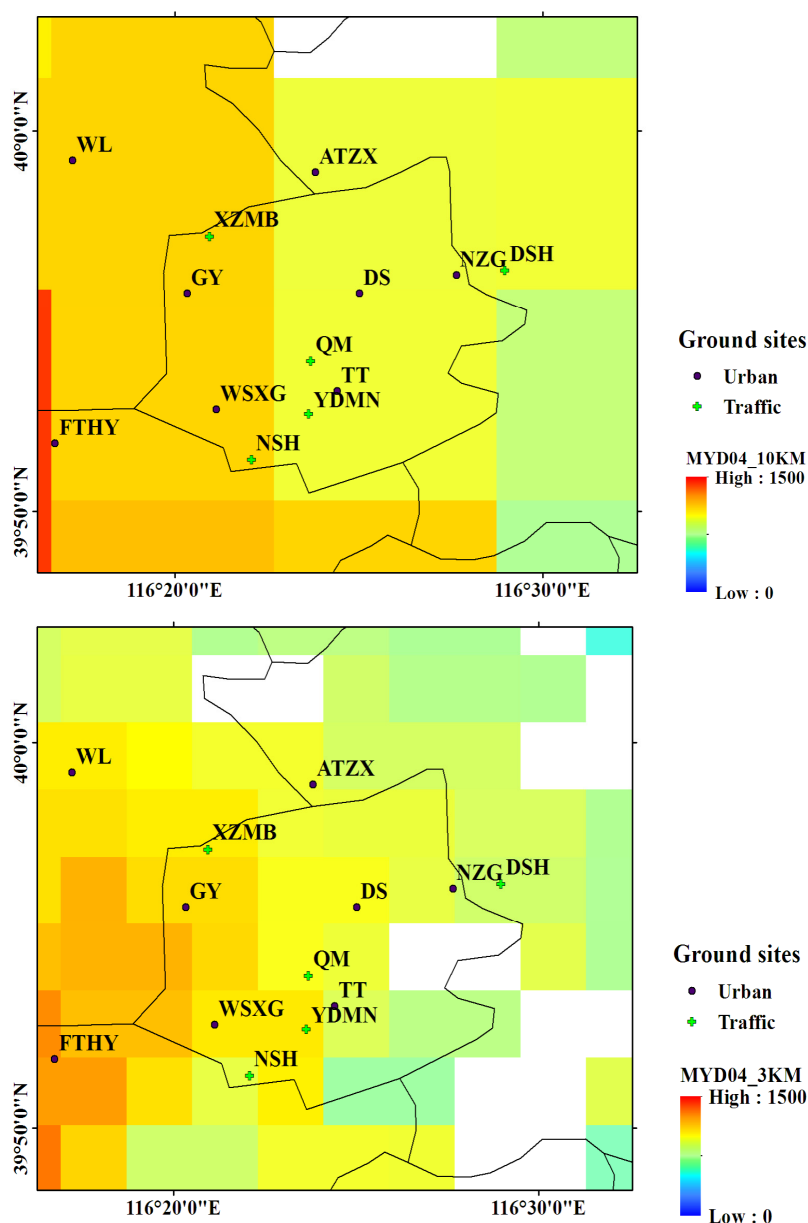 40°0'0"N
WL
ATZX
XZMB
NZG
DSH
GY
DS
QM
TT
WSXG
YDMN
FTHY
NSH
39°50'0"N
116°20'0"E
116°30'0"E
Ground sites
Urban
Traffic
MYD04_10KM
High : 1500
Low : 0
40°0'0"N
WL
ATZX
XZMB
NZG
DSH
GY
DS
QM
TT
WSXG
YDMN
FTHY
NSH
39°50'0"N
116°20'0"E
116°30'0"E
Ground sites
Urban
Traffic
MYD04_3KM
High : 1500
Low : 0